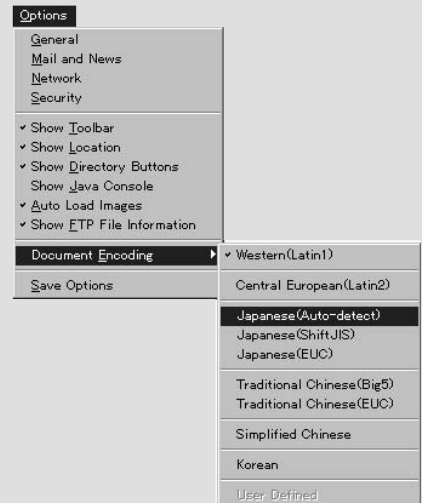 Options
General
Mail and News
Network
Security
✓ Show Toolbar
✓ Show Location
✓ Show Directory Buttons
Show Java Console
✓ Auto Load Images
✓ Show FTP File Information
Document Encoding
Save Options
✓ Western(Latin1)
Central European(Latin2)
Japanese(Auto-detect)
Japanese(ShiftJIS)
Japanese(EUC)
Traditional Chinese(Big5)
Traditional Chinese(EUC)
Simplified Chinese
Korean
User Defined